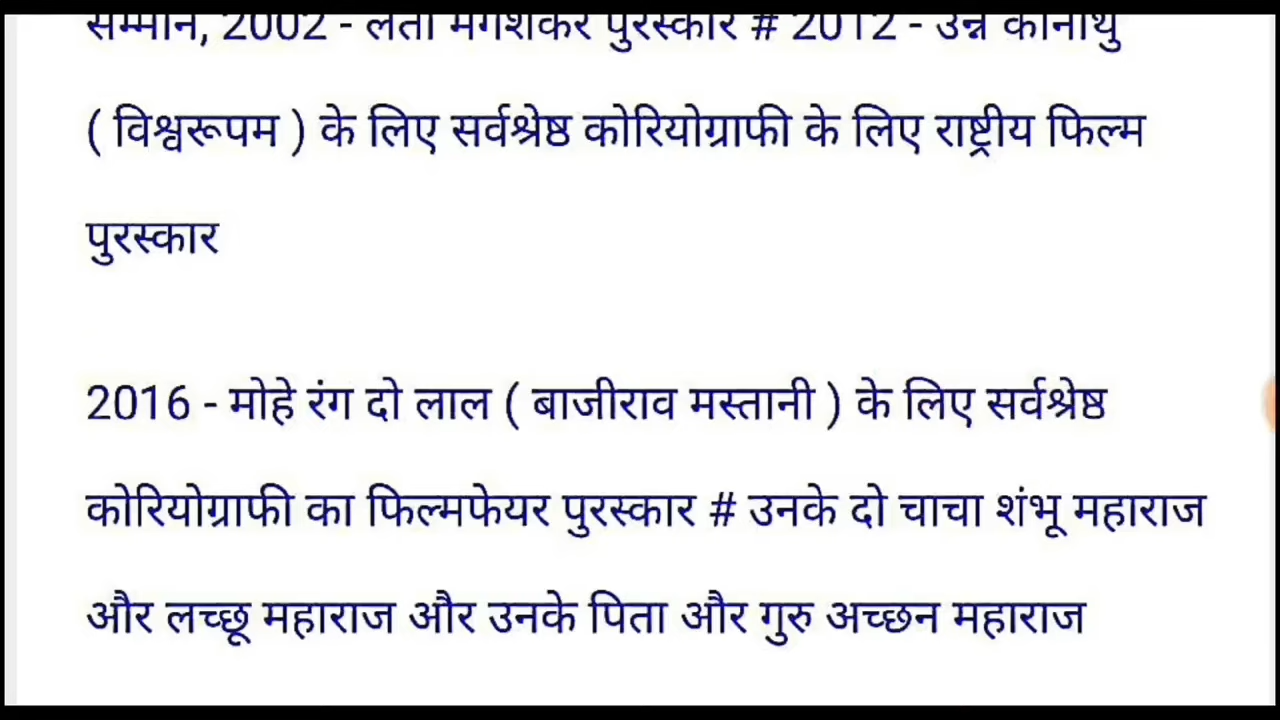 सम्मान, 2002 - लता मंगेशकर पुरस्कार # 2012 - उन्नै कानाथु
( विश्वरूपम ) के लिए सर्वश्रेष्ठ कोरियोग्राफी के लिए राष्ट्रीय फिल्म
पुरस्कार
2016 - मोहे रंग दो लाल ( बाजीराव मस्तानी ) के लिए सर्वश्रेष्ठ
कोरियोग्राफी का फिल्मफेयर पुरस्कार # उनके दो चाचा शंभू महाराज
और लच्छू महाराज और उनके पिता और गुरु अच्छन महाराज